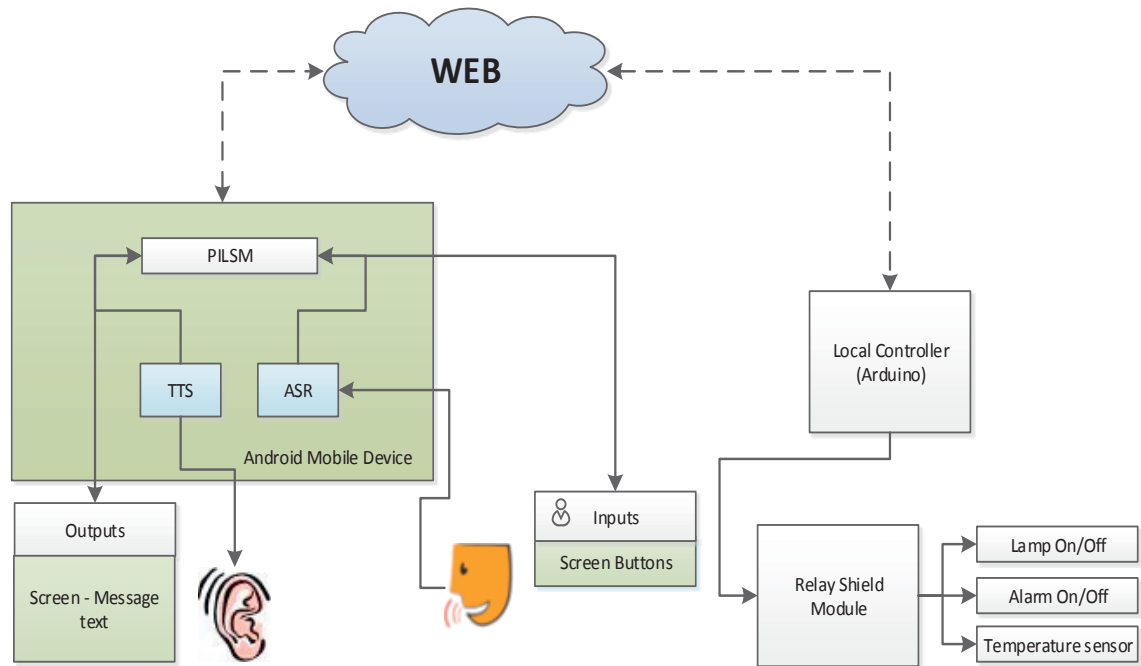 WEB
PILSM
TTS
ASR
Android Mobile Device
Local Controller
(Arduino)
Outputs
Screen - Message
text
Inputs
Screen Buttons
Relay Shield
Module
Lamp On/Off
Alarm On/Off
Temperature sensor